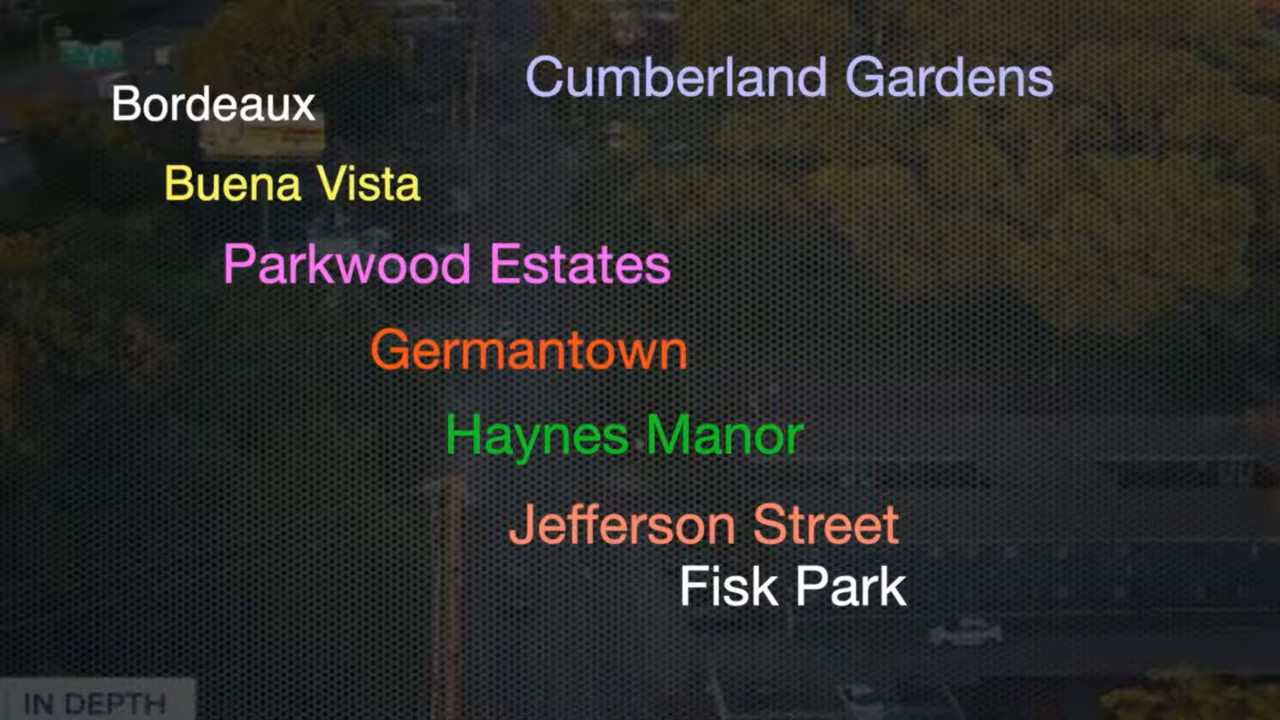 Cumberland Gardens
Bordeaux
Buena Vista
Parkwood Estates
Germantown
Haynes Manor
Jefferson Street
Fisk Park
IN DEPTH